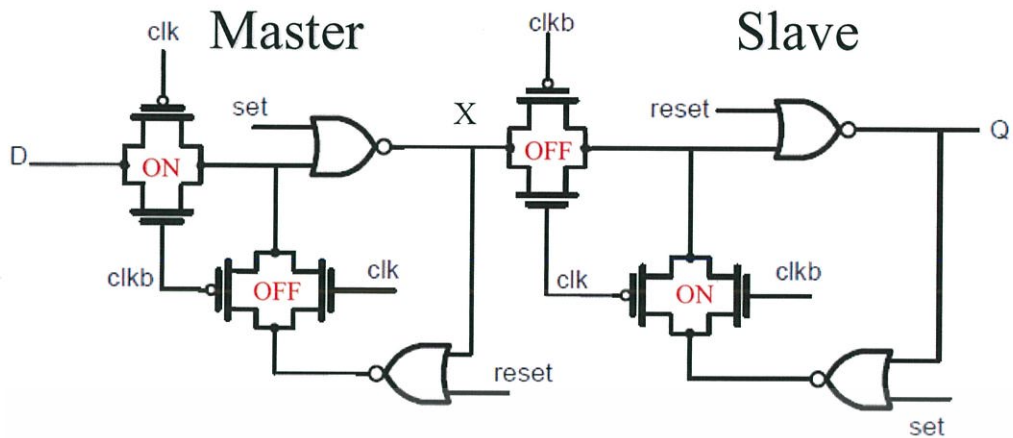 clk
Master
clkb
Slave
set
X
reset
D
ON
OFF
Q
clkb
OFF
clk
clk
ON
clkb
reset
set